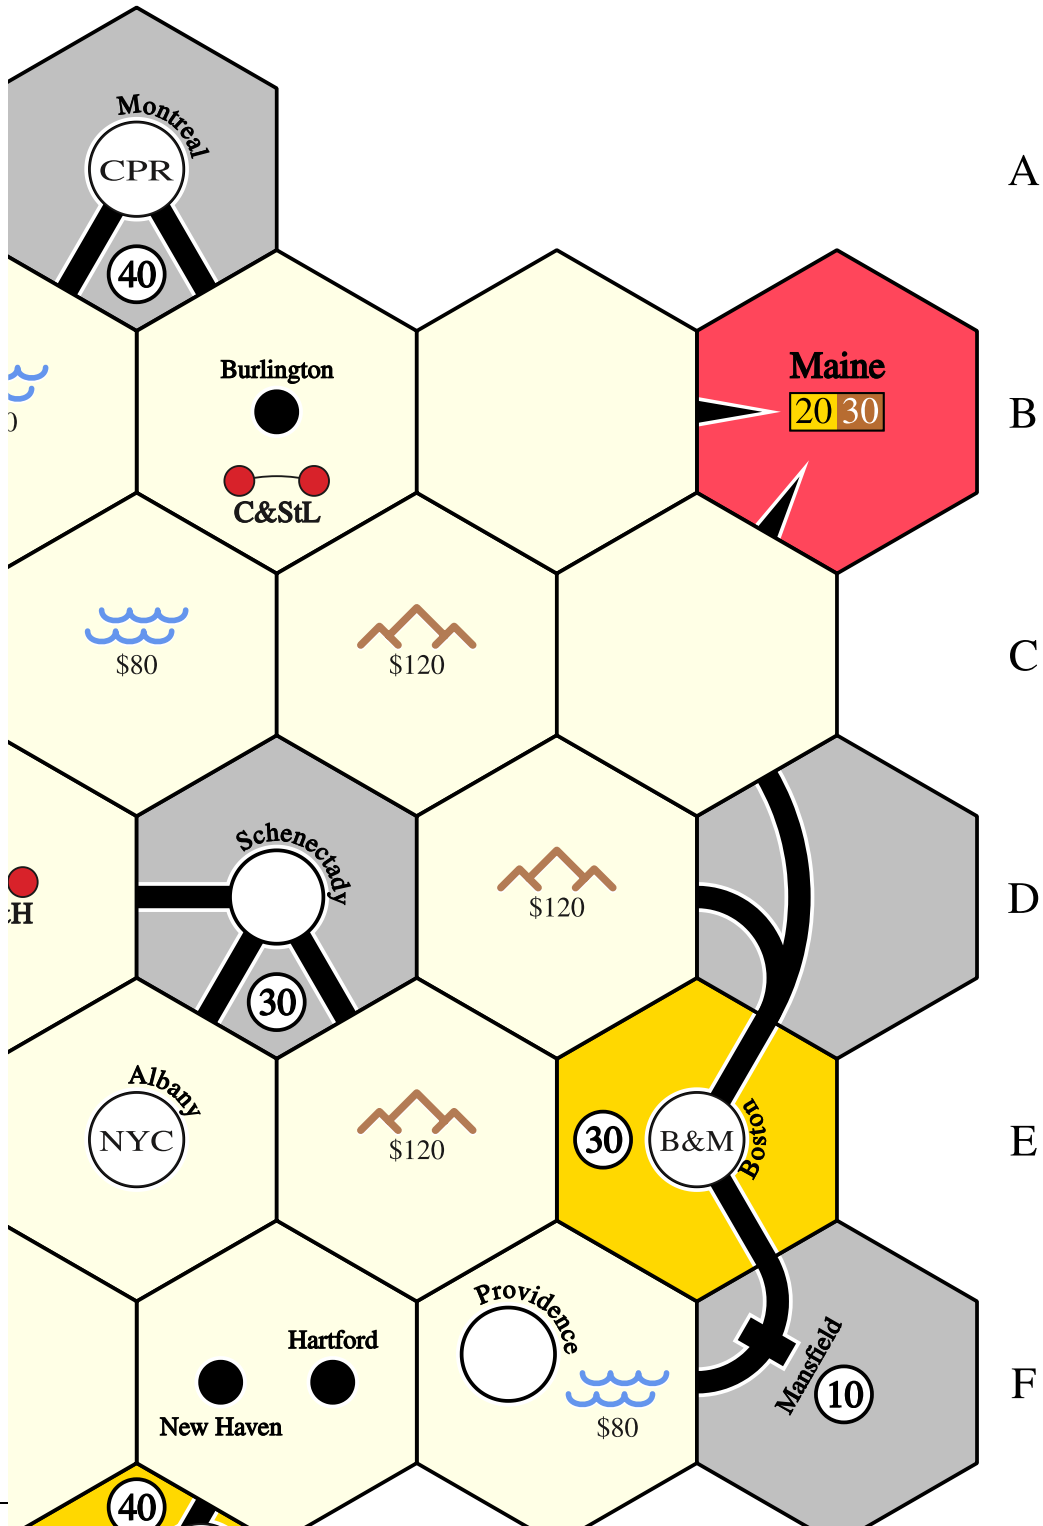 Montreal
CPR
A
40
Burlington
Maine
20 30
B
0
C&StL
$80
$120
C
Schenectady
$120
D
H
30
Albany
NYC
$120
30
B&M
Boston
E
Providence
Hartford
Mansfield
10
F
New Haven
$80
40